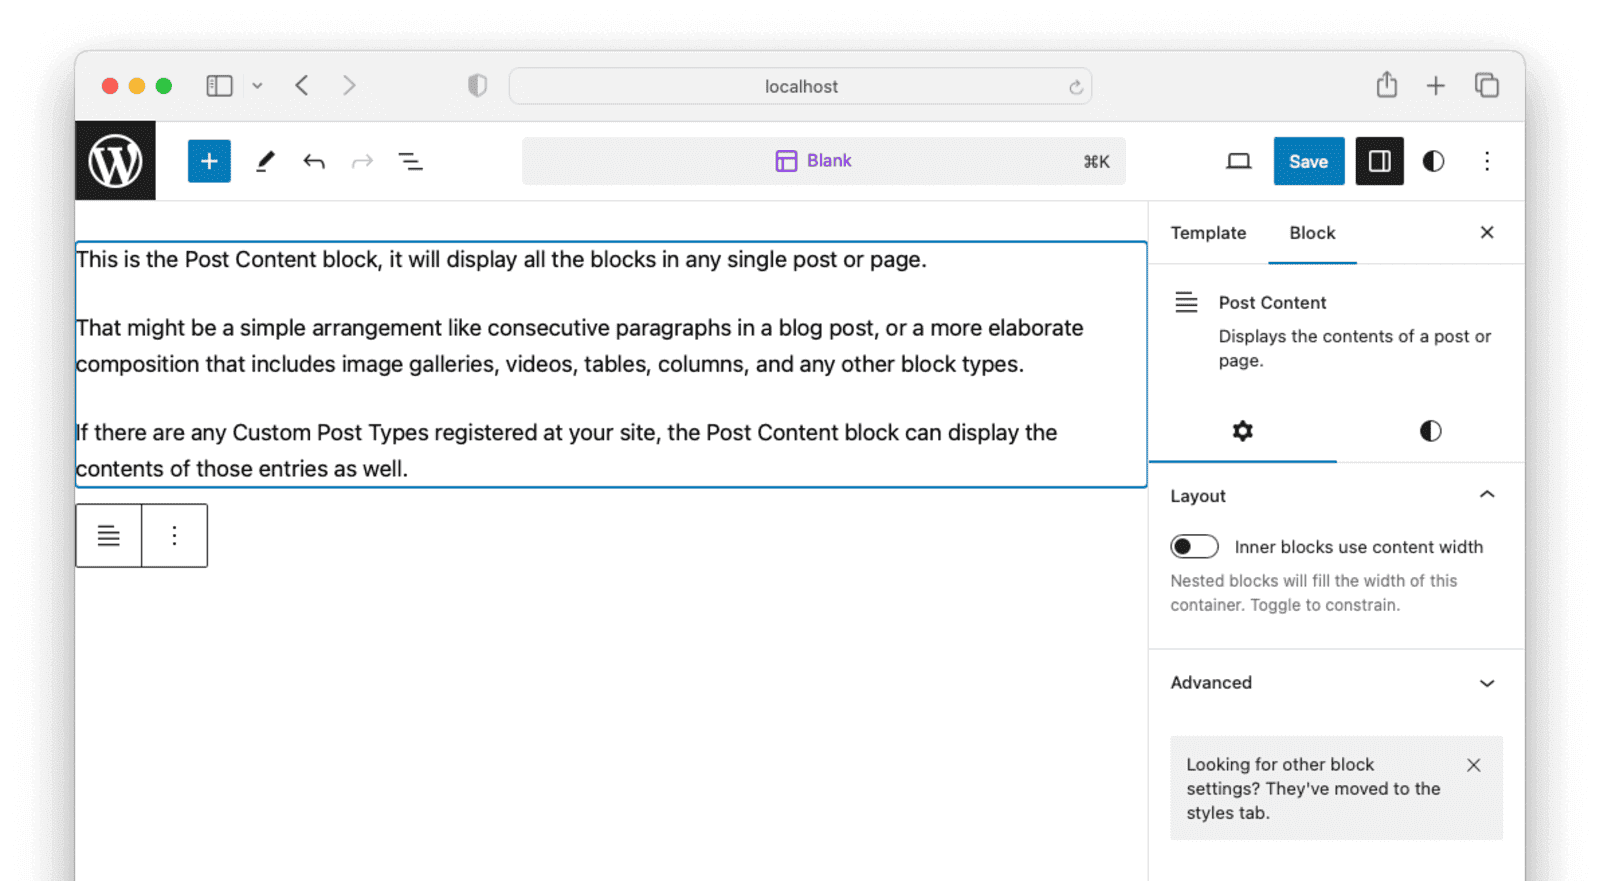 localhost
Blank
⌘K
Save
Template
Block
This is the Post Content block, it will display all the blocks in any single post or page.
That might be a simple arrangement like consecutive paragraphs in a blog post, or a more elaborate
composition that includes image galleries, videos, tables, columns, and any other block types.
If there are any Custom Post Types registered at your site, the Post Content block can display the
contents of those entries as well.
Post Content
Displays the contents of a post or
page.
Layout
Inner blocks use content width
Nested blocks will fill the width of this
container. Toggle to constrain.
Advanced
Looking for other block
settings? They've moved to the
styles tab.